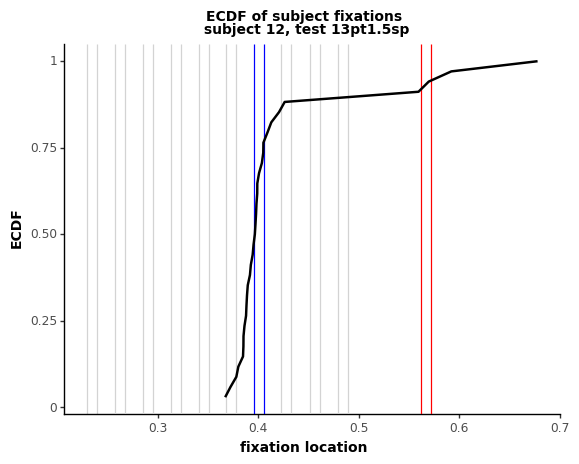 ECDF of subject fixations
subject 12, test 13pt1.5sp
1
0.75
0.50
0.25
0
ECDF
0.3 0.4 0.5 0.6 0.7
fixation location